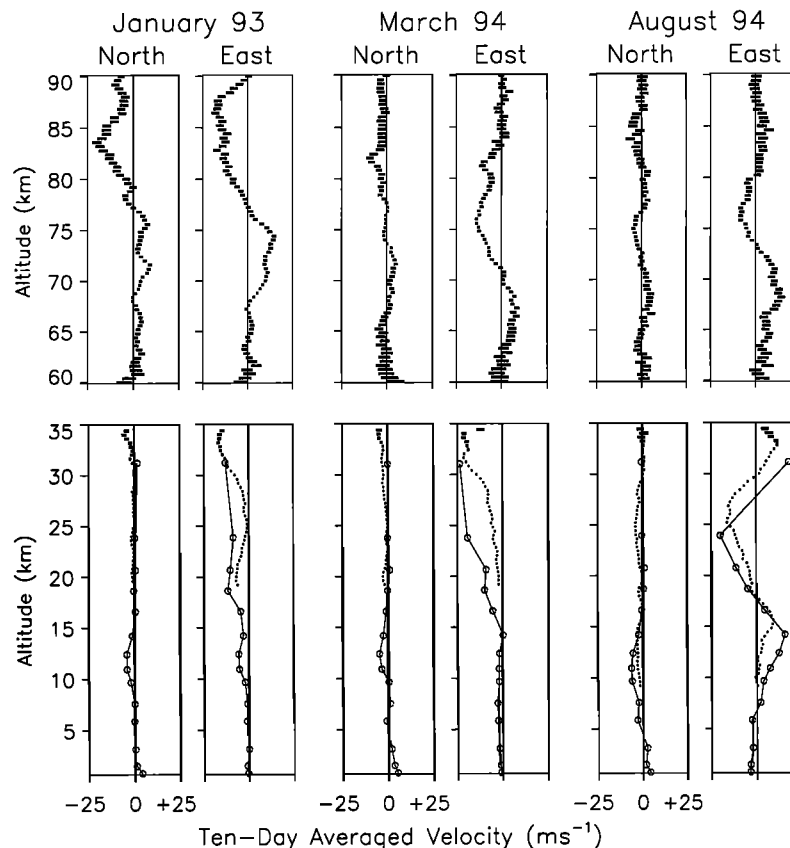 January 93 March 94 August 94
North East North East North East
90
85
80
75
70
65
60
Altitude (km)
35
30
25
20
15
10
5
Altitude (km)
-25 0 +25 -25 0 +25 -25 0 +25
Ten-Day Averaged Velocity (ms⁻¹)